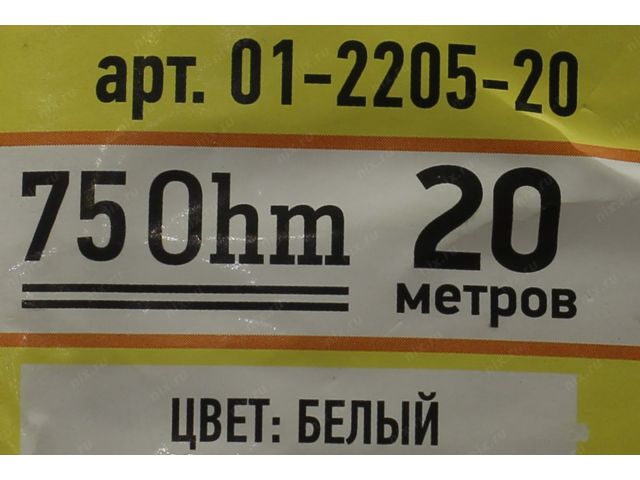 арт. 01-2205-20
75 Ohm 20
метров
ЦВЕТ: БЕЛЫЙ